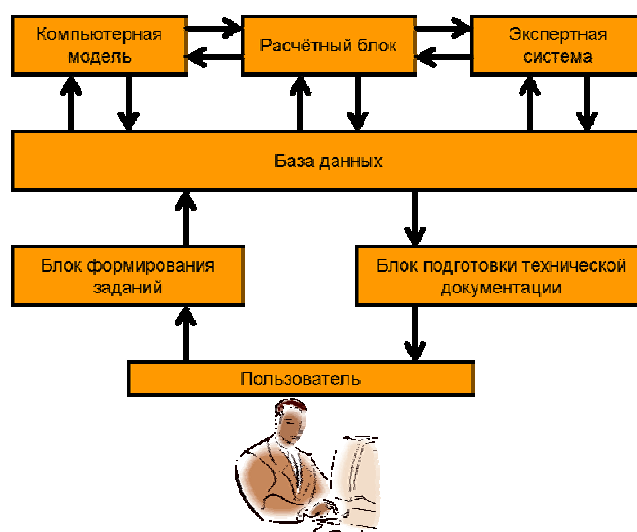 Компьютерная
модель
Расчётный блок
Экспертная
система
База данных
Блок формирования
заданий
Блок подготовки технической
документации
Пользователь